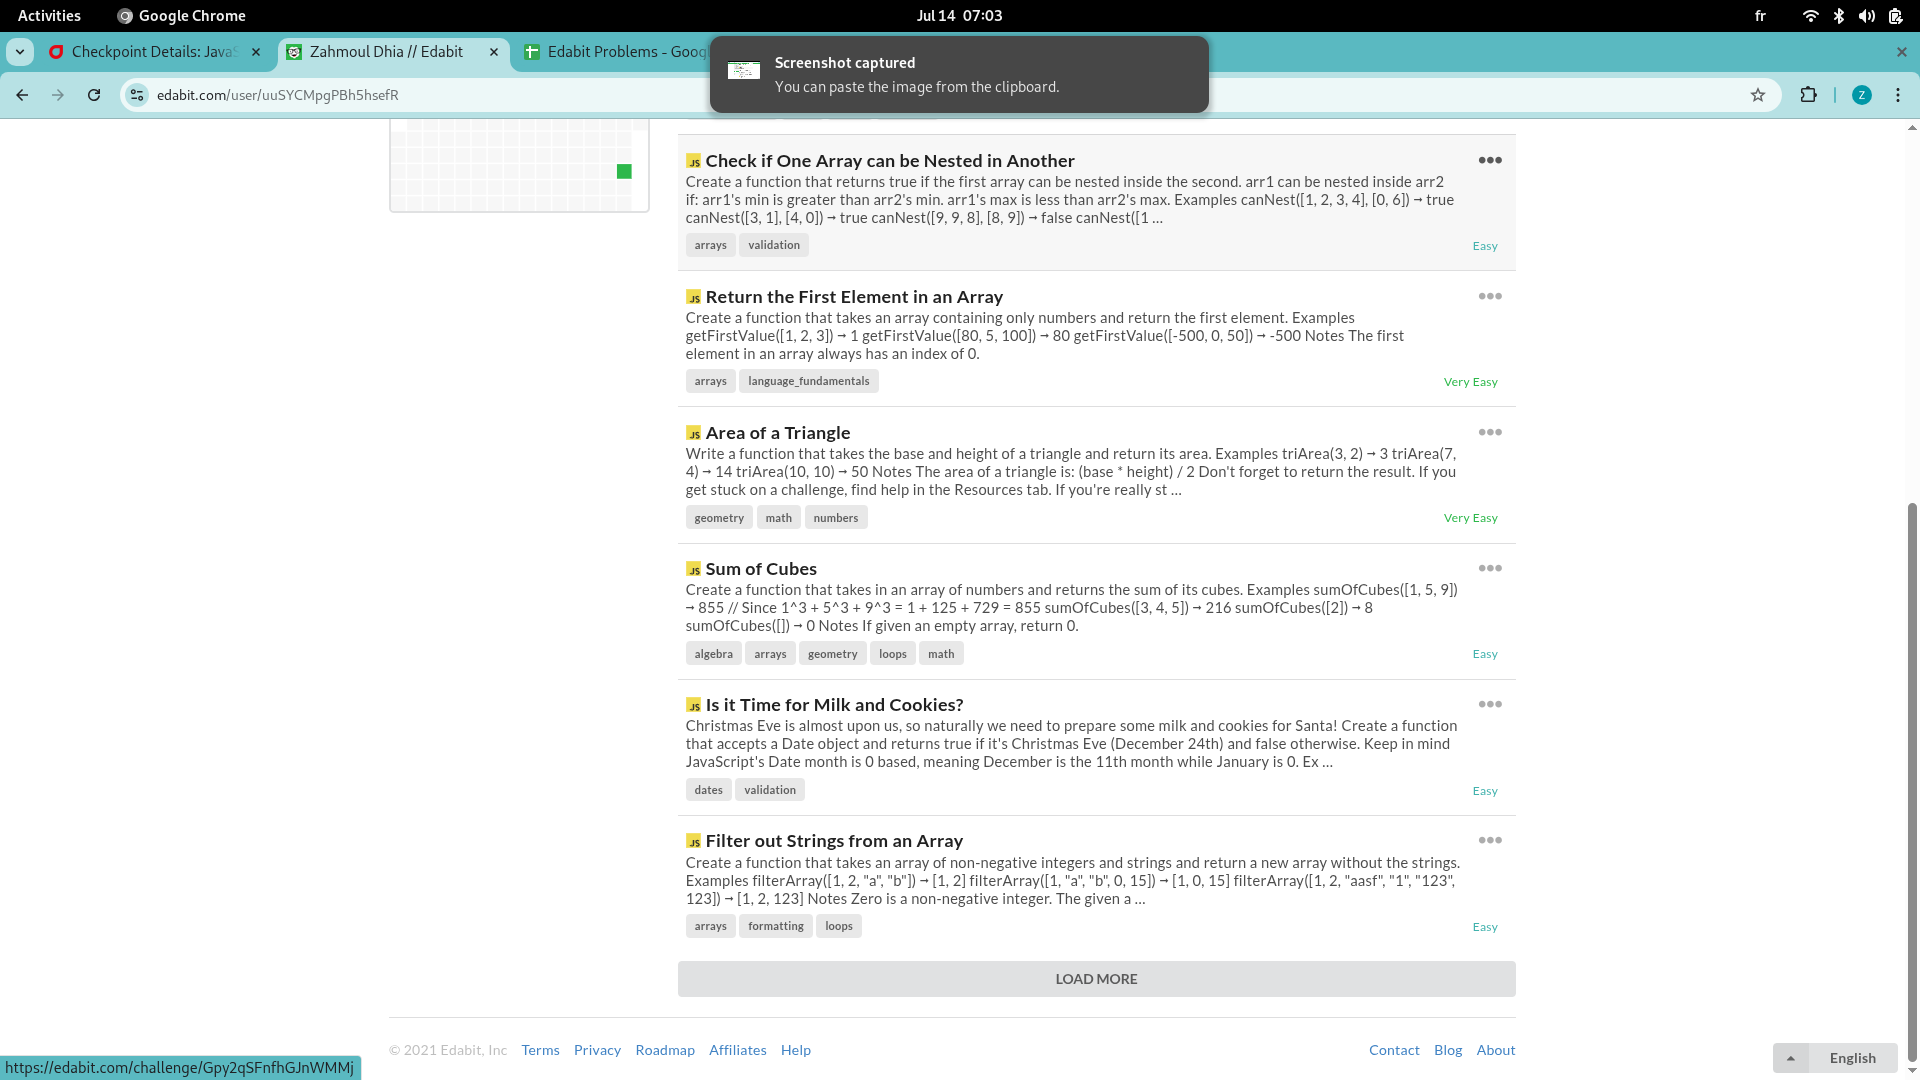 Activities
Google Chrome
Jul 14 07:03
fr
Checkpoint Details: JavaS
Zahmoul Dhia // Edabit
Edabit Problems - Goog
Screenshot captured
You can paste the image from the clipboard.
edabit.com/user/uuSYCMpgPBh5hsefR
Z
JS Check if One Array can be Nested in Another
Create a function that returns true if the first array can be nested inside the second. arr1 can be nested inside arr2
if: arr1's min is greater than arr2's min. arr1's max is less than arr2's max. Examples canNest([1, 2, 3, 4], [0, 6]) → true
canNest([3, 1], [4, 0]) → true canNest([9, 9, 8], [8, 9]) → false canNest([1 ...
arrays validation
Easy
JS Return the First Element in an Array
Create a function that takes an array containing only numbers and return the first element. Examples
getFirstValue([1, 2, 3]) → 1 getFirstValue([80, 5, 100]) → 80 getFirstValue([-500, 0, 50]) → -500 Notes The first
element in an array always has an index of 0.
arrays language_fundamentals
Very Easy
JS Area of a Triangle
Write a function that takes the base and height of a triangle and return its area. Examples triArea(3, 2) → 3 triArea(7,
4) → 14 triArea(10, 10) → 50 Notes The area of a triangle is: (base * height) / 2 Don't forget to return the result. If you
get stuck on a challenge, find help in the Resources tab. If you're really st ...
geometry math numbers
Very Easy
JS Sum of Cubes
Create a function that takes in an array of numbers and returns the sum of its cubes. Examples sumOfCubes([1, 5, 9])
→ 855 // Since 1^3 + 5^3 + 9^3 = 1 + 125 + 729 = 855 sumOfCubes([3, 4, 5]) → 216 sumOfCubes([2]) → 8
sumOfCubes([]) → 0 Notes If given an empty array, return 0.
algebra arrays geometry loops math
Easy
JS Is it Time for Milk and Cookies?
Christmas Eve is almost upon us, so naturally we need to prepare some milk and cookies for Santa! Create a function
that accepts a Date object and returns true if it's Christmas Eve (December 24th) and false otherwise. Keep in mind
JavaScript's Date month is 0 based, meaning December is the 11th month while January is 0. Ex ...
dates validation
Easy
JS Filter out Strings from an Array
Create a function that takes an array of non-negative integers and strings and return a new array without the strings.
Examples filterArray([1, 2, "a", "b"]) → [1, 2] filterArray([1, "a", "b", 0, 15]) → [1, 0, 15] filterArray([1, 2, "aasf", "1", "123",
123]) → [1, 2, 123] Notes Zero is a non-negative integer. The given a ...
arrays formatting loops
Easy
LOAD MORE
© 2021 Edabit, Inc Terms Privacy Roadmap Affiliates Help
Contact Blog About
https://edabit.com/challenge/Gpy2qSFnfhGJnWMMj
English